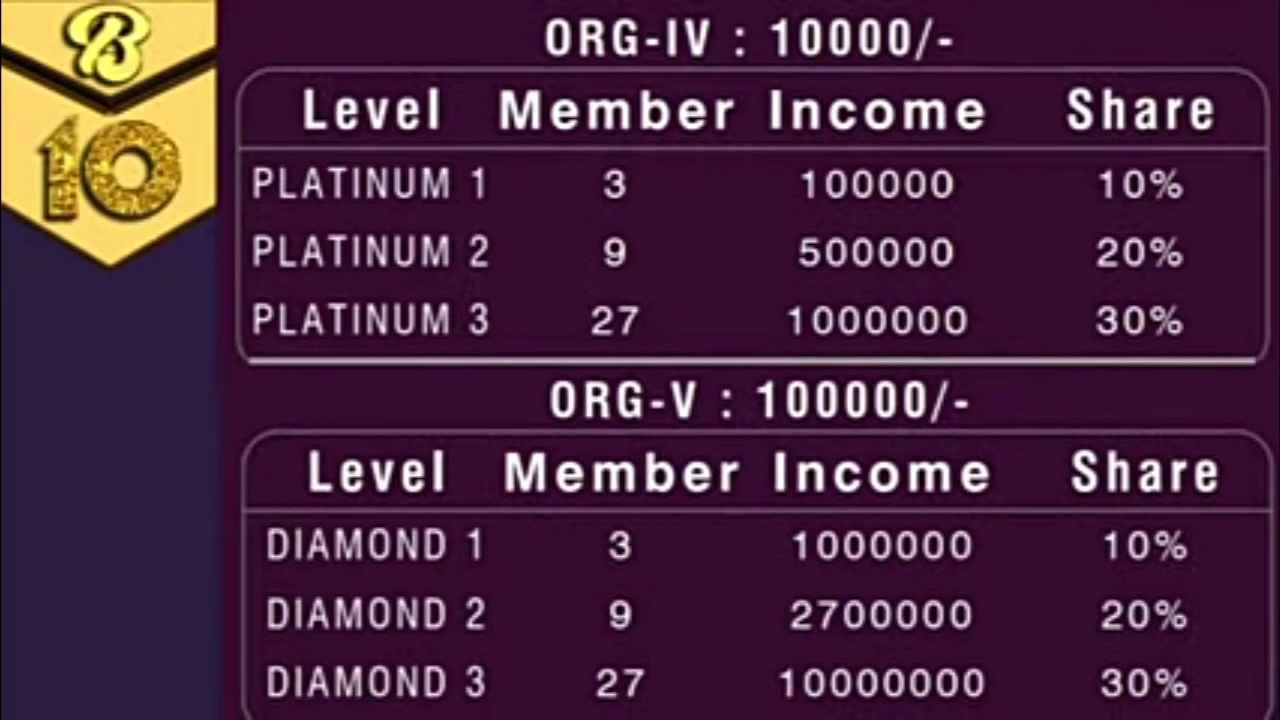 B
10
ORG-IV : 10000/-
Level Member Income Share
PLATINUM 1 3 100000 10%
PLATINUM 2 9 500000 20%
PLATINUM 3 27 1000000 30%
ORG-V : 100000/-
Level Member Income Share
DIAMOND 1 3 1000000 10%
DIAMOND 2 9 2700000 20%
DIAMOND 3 27 10000000 30%